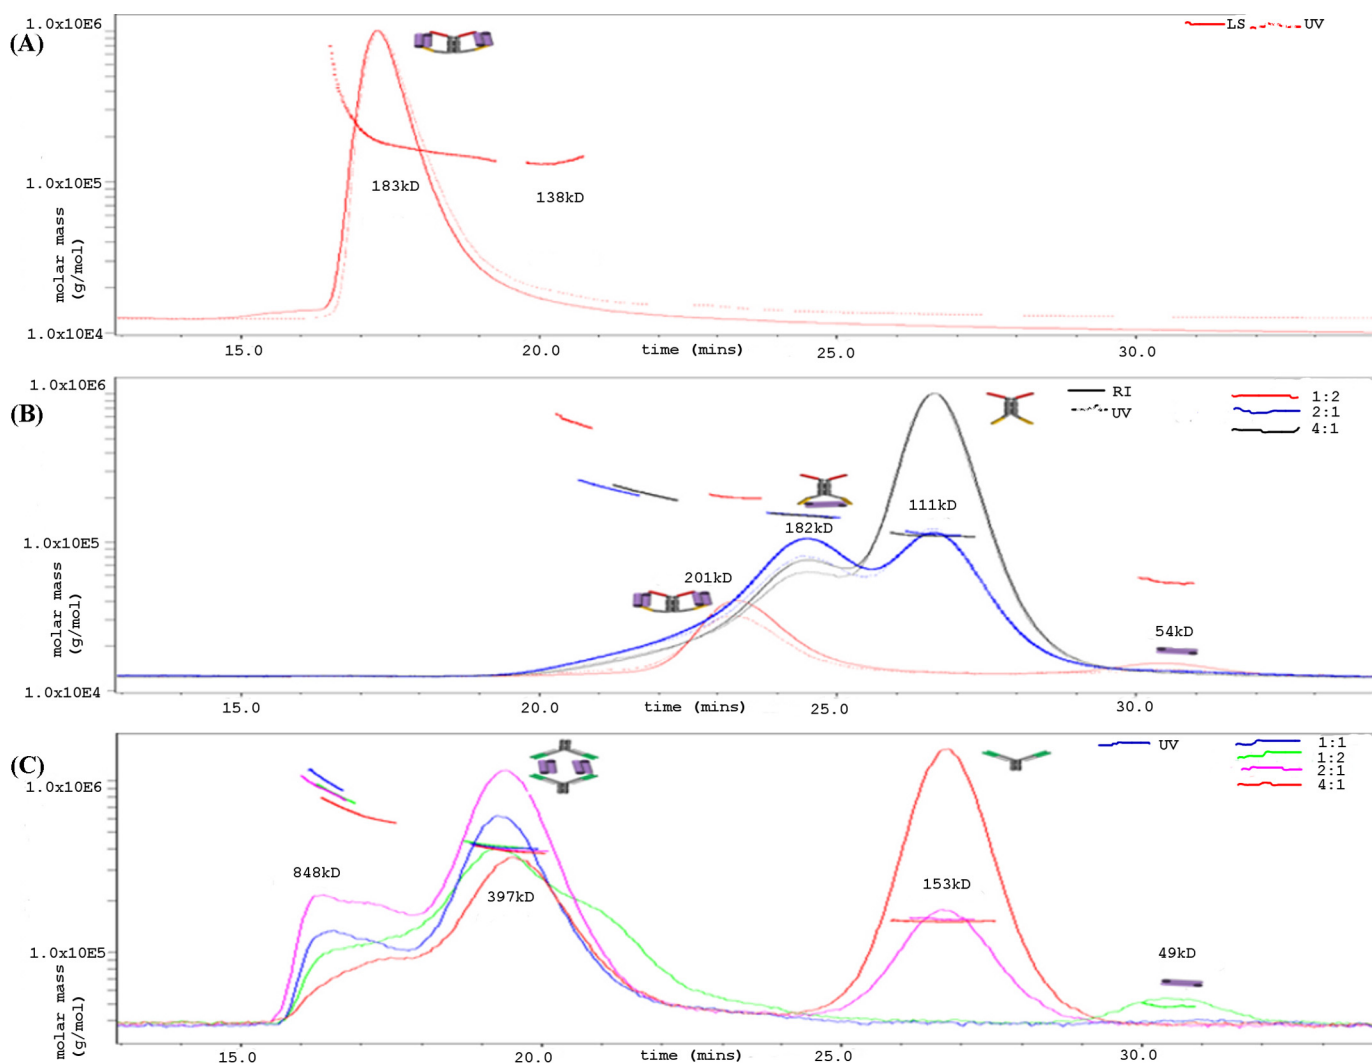 (A)
1.0x10E6
LS
UV
183kD
138kD
1.0x10E5
molar mass
(g/mol)
1.0x10E4
15.0
20.0
time (mins)
25.0
30.0
(B)
1.0x10E6
RI
UV
1:2
2:1
4:1
111kD
182kD
1.0x10E5
201kD
54kD
molar mass
(g/mol)
1.0x10E4
15.0
20.0
time (mins)
25.0
30.0
(C)
UV
1:1
1:2
2:1
4:1
1.0x10E6
848kD
397kD
153kD
1.0x10E5
49kD
molar mass
(g/mol)
15.0
20.0
time (mins)
25.0
30.0